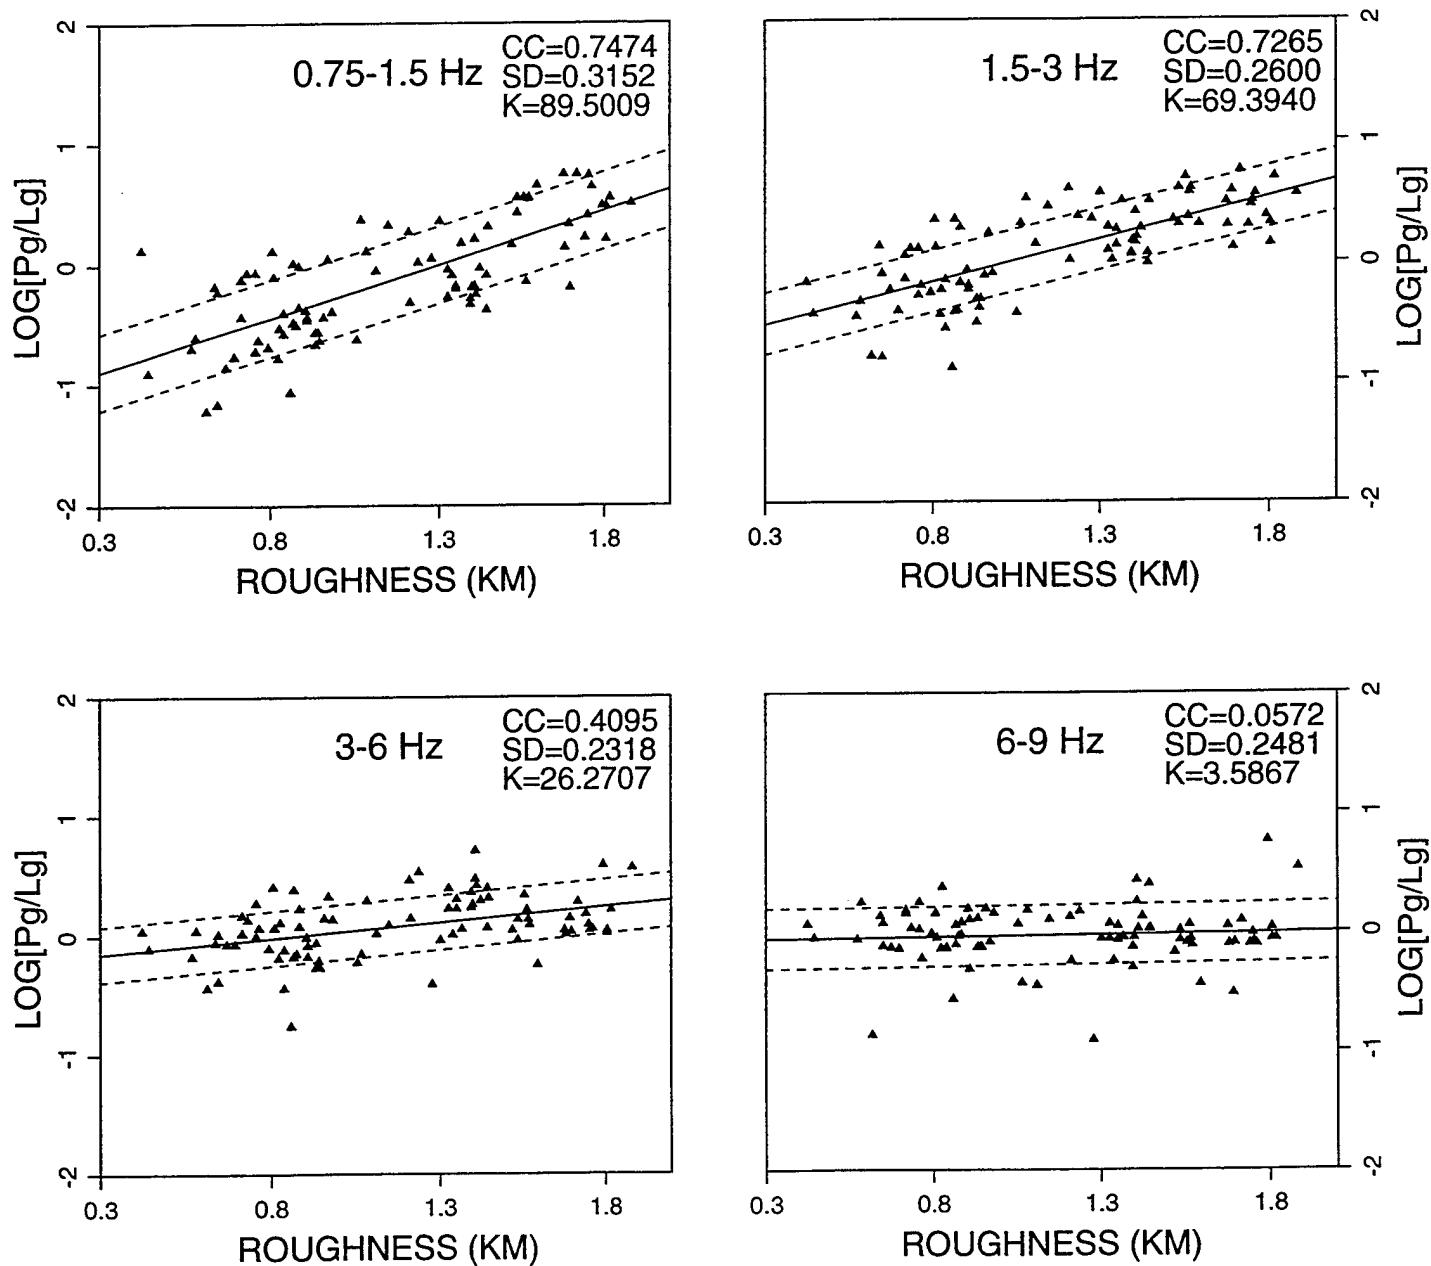 2
1
0
-1
-2
LOG[Pg/Lg]
0.75-1.5 Hz
CC=0.7474
SD=0.3152
K=89.5009
0.3 0.8 1.3 1.8
ROUGHNESS (KM)
1.5-3 Hz
CC=0.7265
SD=0.2600
K=69.3940
2
1
0
-1
-2
LOG[Pg/Lg]
0.3 0.8 1.3 1.8
ROUGHNESS (KM)
2
1
0
-1
-2
LOG[Pg/Lg]
3-6 Hz
CC=0.4095
SD=0.2318
K=26.2707
0.3 0.8 1.3 1.8
ROUGHNESS (KM)
6-9 Hz
CC=0.0572
SD=0.2481
K=3.5867
2
1
0
-1
-2
LOG[Pg/Lg]
0.3 0.8 1.3 1.8
ROUGHNESS (KM)